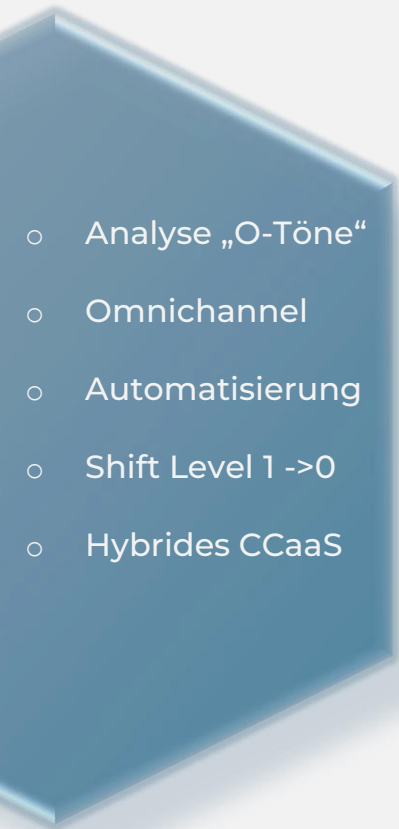 ○ Analyse „O-Töne“
○ Omnichannel
○ Automatisierung
○ Shift Level 1 ->0
○ Hybrides CCaaS